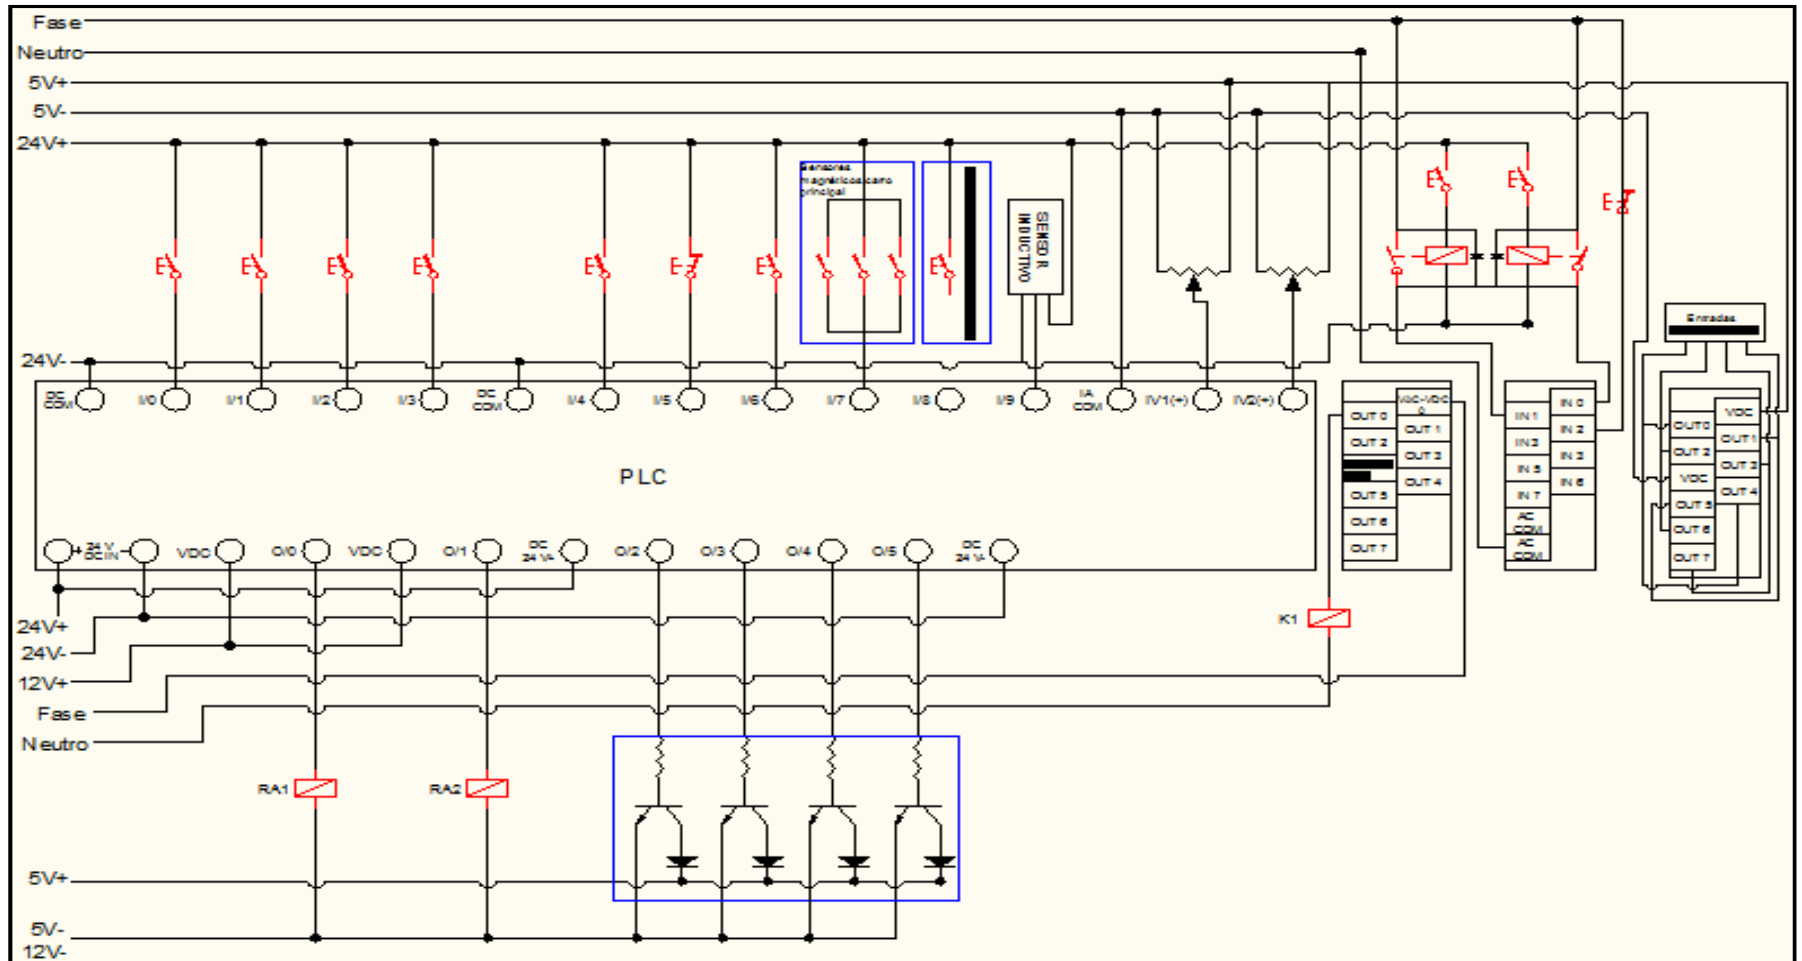 Fase
Neutro
5V+
5V-
24V+
Sensores
magnéticos carro
principal
SENSOR
INDUCTIVO
E
E
E
E
E
E
E
E
E
E
E
Entradas
24V-
DC
COM
I/0
I/1
I/2
I/3
DC
COM
I/4
I/5
I/6
I/7
I/8
I/9
IA
COM
IV1(+)
IV2(+)
PLC
+ 24 V -
DC IN
VDC
O/0
VDC
O/1
DC
24 V-
O/2
O/3
O/4
O/5
DC
24 V-
VAC-VDC
0
OUT 0
OUT 1
OUT 2
OUT 3
OUT 4
OUT 5
OUT 6
OUT 7
IN 0
IN 1
IN 2
IN 3
IN 3
IN 5
IN 6
IN 7
AC
COM
AC
COM
VDC
OUT 0
OUT 1
OUT 2
OUT 3
VDC
OUT 4
OUT 5
OUT 6
OUT 7
24V+
24V-
12V+
Fase
Neutro
K1
RA1
RA2
5V+
5V-
12V-